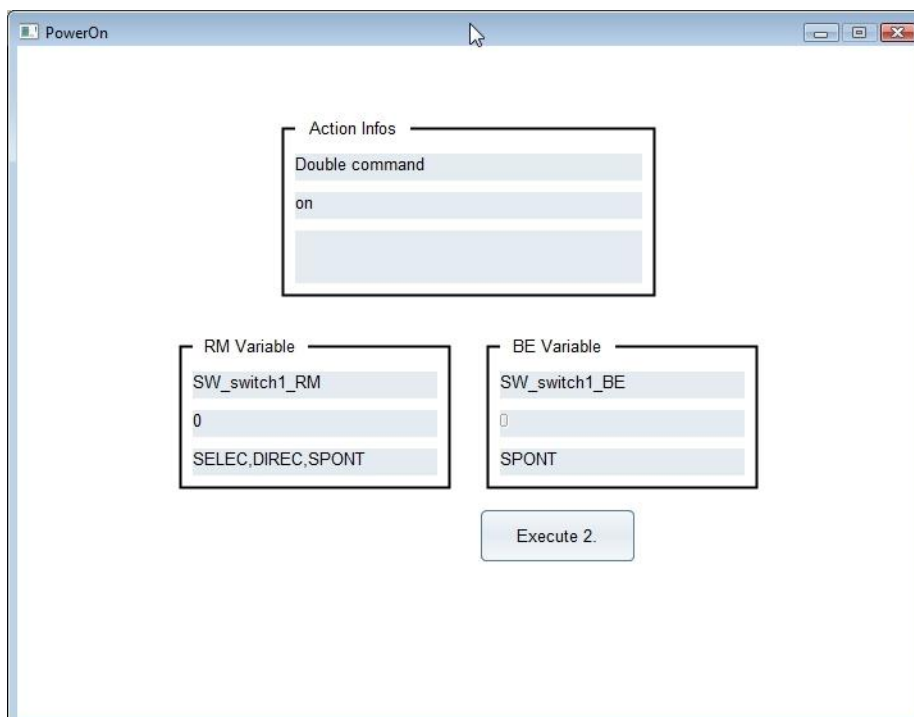 PowerOn
Action Infos
Double command
on
RM Variable
SW_switch1_RM
0
SELEC,DIREC,SPONT
BE Variable
SW_switch1_BE
0
SPONT
Execute 2.